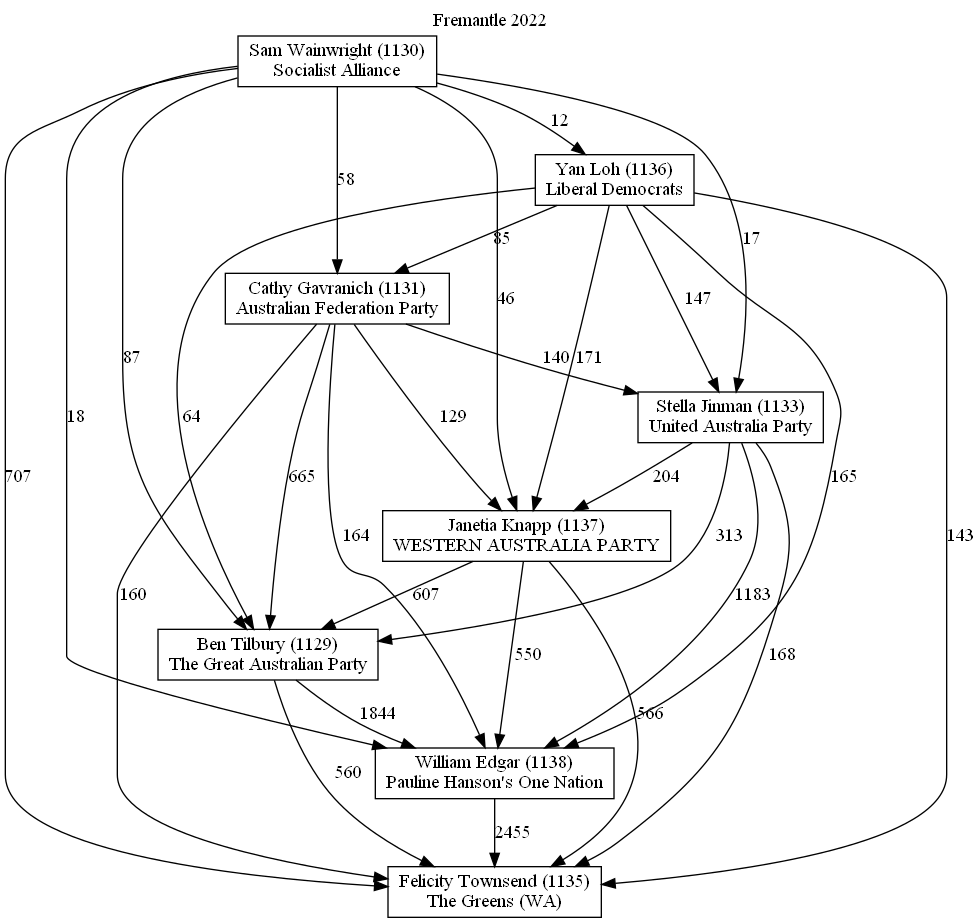 Fremantle 2022
Sam Wainwright (1130)
Socialist Alliance
12
Yan Loh (1136)
Liberal Democrats
58
85
17
Cathy Gavranich (1131)
Australian Federation Party
46
147
87
140
171
18
64
129
Stella Jinman (1133)
United Australia Party
707
665
204
165
164
Janetia Knapp (1137)
WESTERN AUSTRALIA PARTY
313
143
160
607
1183
Ben Tilbury (1129)
The Great Australian Party
550
168
1844
566
William Edgar (1138)
Pauline Hanson's One Nation
560
2455
Felicity Townsend (1135)
The Greens (WA)